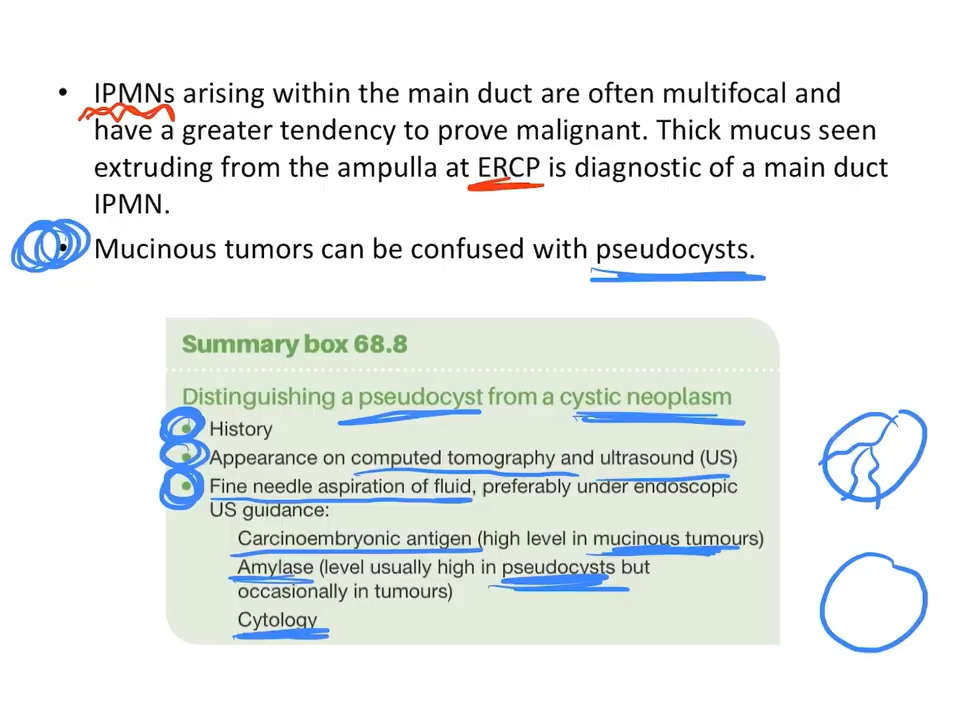 • IPMNs arising within the main duct are often multifocal and
have a greater tendency to prove malignant. Thick mucus seen
extruding from the ampulla at ERCP is diagnostic of a main duct
IPMN.
• Mucinous tumors can be confused with pseudocysts.
Summary box 68.8
Distinguishing a pseudocyst from a cystic neoplasm
• History
• Appearance on computed tomography and ultrasound (US)
• Fine needle aspiration of fluid, preferably under endoscopic
US guidance:
Carcinoembryonic antigen (high level in mucinous tumours)
Amylase (level usually high in pseudocysts but
occasionally in tumours)
Cytology